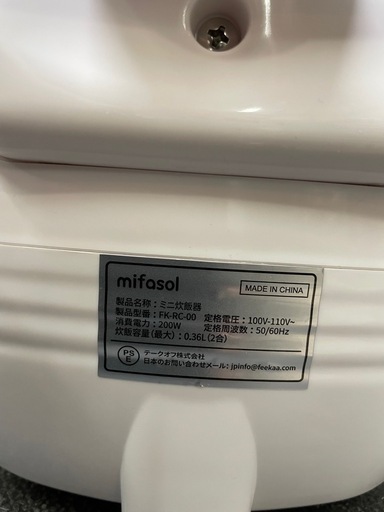 mifasol
MADE IN CHINA
製品名称：ミニ炊飯器
製品型番：FK-RC-00 定格電圧：100V-110V~
消費電力：200W 定格周波数：50/60Hz
炊飯容量(最大)：0.36L(2合)
PS
E
テークオフ株式会社
日本のお問い合わせメール：jpinfo@feekaa.com